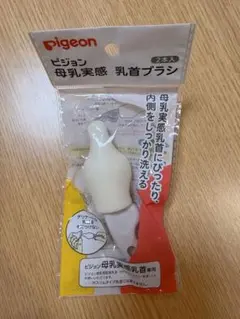 Pigeon
ピジョン
2本入
母乳実感 乳首ブラシ
母乳実感乳首にぴったり、
内側をしっかり洗える
ピジョン母乳実感乳首専用